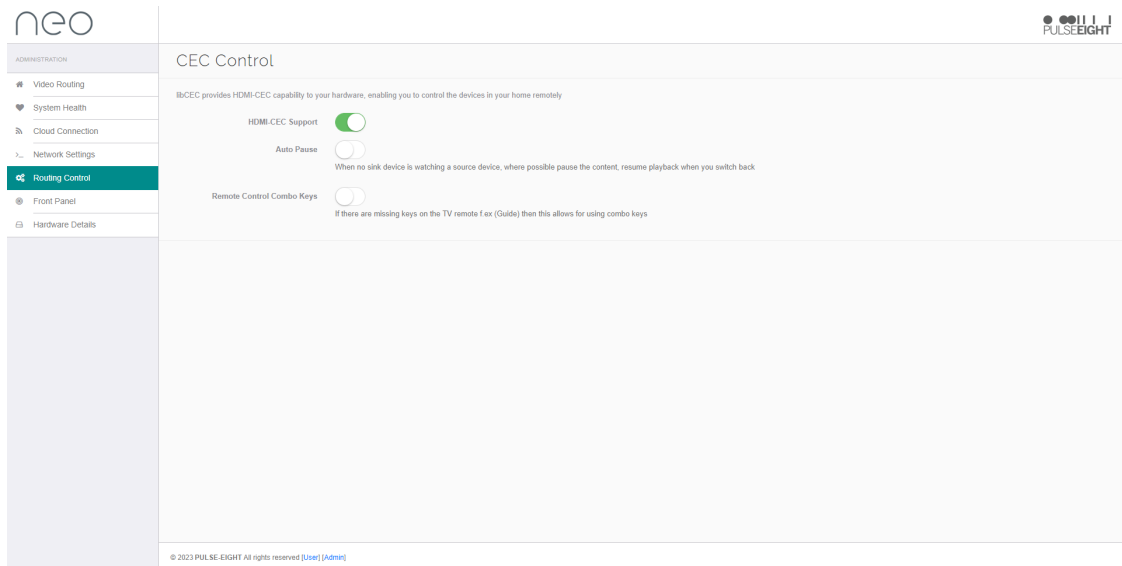 neo
PULSEEIGHT
ADMINISTRATION
Video Routing
System Health
Cloud Connection
Network Settings
Routing Control
Front Panel
Hardware Details
CEC Control
libCEC provides HDMI-CEC capability to your hardware, enabling you to control the devices in your home remotely
HDMI-CEC Support
Auto Pause
When no sink device is watching a source device, where possible pause the content, resume playback when you switch back
Remote Control Combo Keys
If there are missing keys on the TV remote f.ex (Guide) then this allows for using combo keys
© 2023 PULSE-EIGHT All rights reserved [User] [Admin]